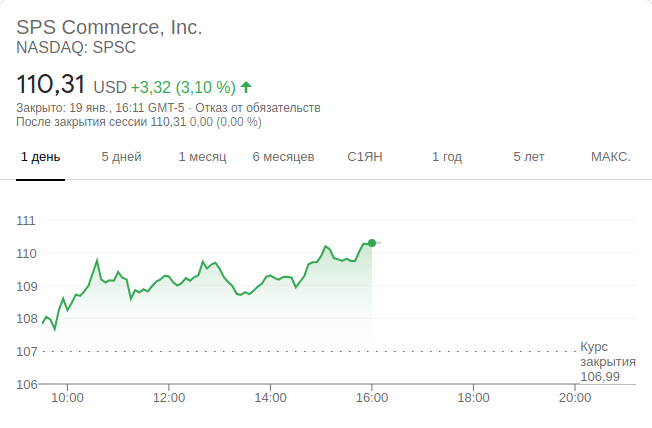 SPS Commerce, Inc.
NASDAQ: SPSC
110,31 USD +3,32 (3,10 %)
Закрыто: 19 янв., 16:11 GMT-5 · Отказ от обязательств
После закрытия сессии 110,31 0,00 (0,00 %)
1 день 5 дней 1 месяц 6 месяцев С1ЯН 1 год 5 лет МАКС.
111
110
109
108
107
Курс
закрытия
106,99
106
10:00 12:00 14:00 16:00 18:00 20:00